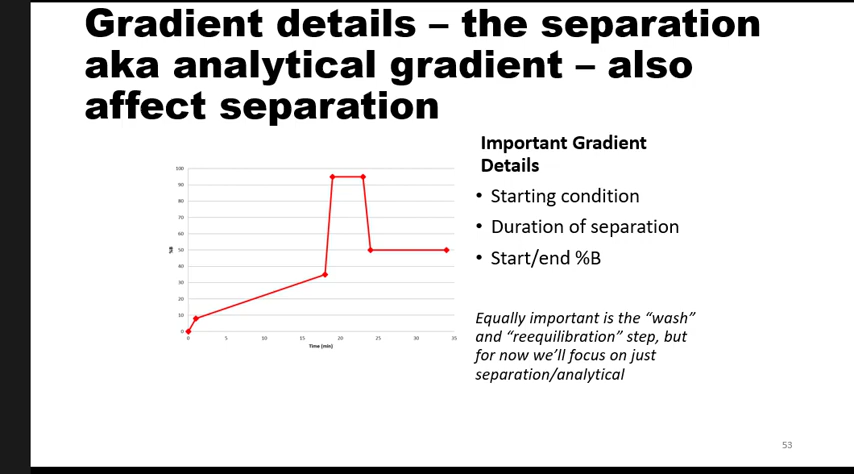 Gradient details – the separation
aka analytical gradient – also
affect separation
Important Gradient
Details
• Starting condition
• Duration of separation
• Start/end %B
Equally important is the “wash”
and “reequilibration” step, but
for now we’ll focus on just
separation/analytical
100
90
80
70
60
50
40
30
20
10
0
%B
0 5 10 15 20 25 30 35
Time (min)
53